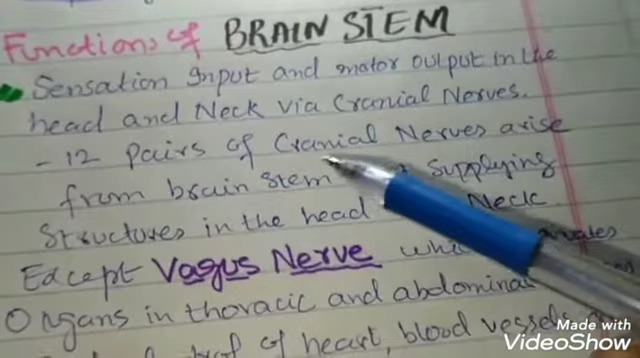 Functions of BRAIN STEM
Sensation Input and motor output in the
head and Neck via Cranial Nerves.
- 12 pairs of Cranial Nerves arise
from brain stem supplying
structures in the head Neck
Except Vagus Nerve
Organs in thoracic and abdominal
of heart, blood vessels
Made with
VideoShow